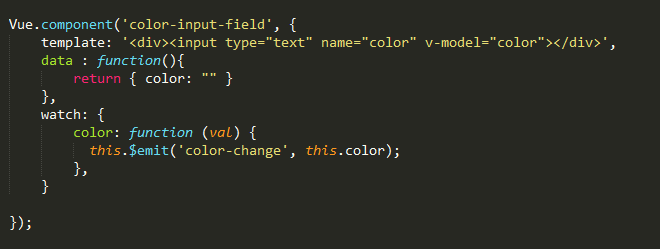 Vue.component('color-input-field', {
    template: '<div><input type="text" name="color" v-model="color"></div>',
    data : function(){
        return { color: "" }
    },
    watch: {
        color: function (val) {
          this.$emit('color-change', this.color);
        },
    }
});